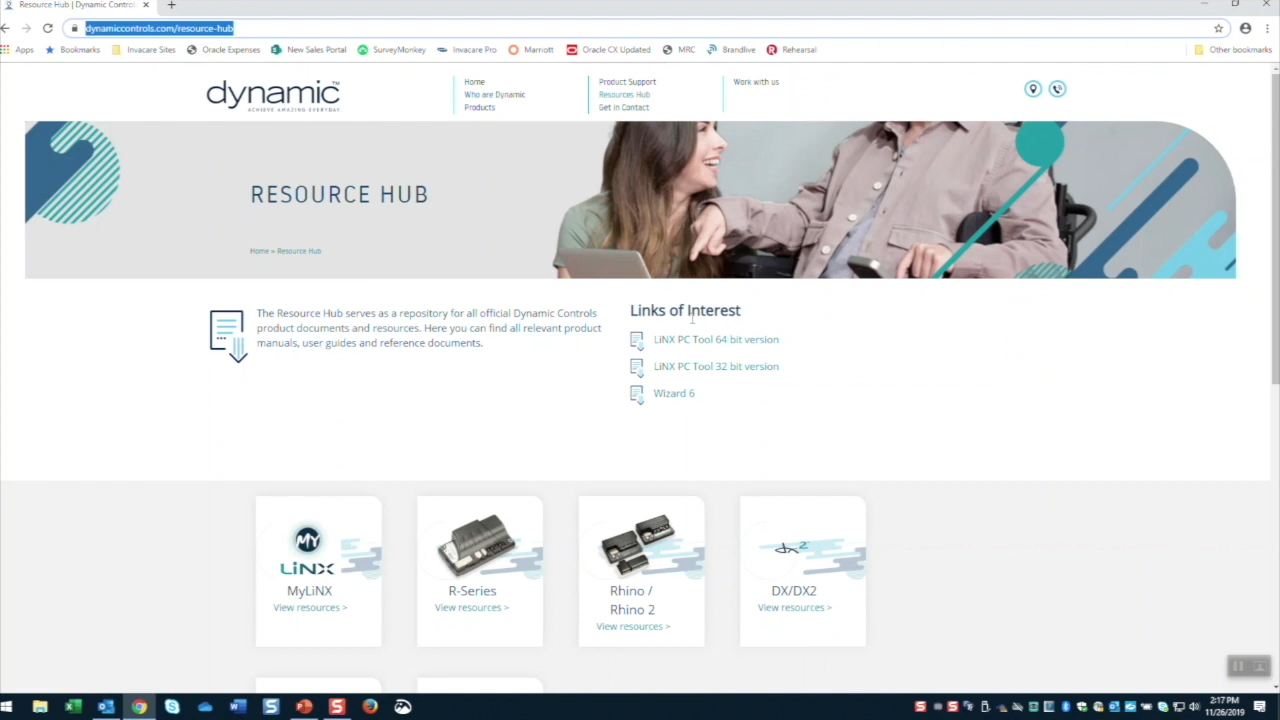 Resource Hub | Dynamic Control
dynamiccontrols.com/resource-hub
Apps Bookmarks Invacare Sites Oracle Expenses New Sales Portal SurveyMonkey Invacare Pro Marriott Oracle CX Updated MRC Brandlive Rehearsal Other bookmarks
dynamic™
ACHIEVE AMAZING EVERYDAY.
Home
Who are Dynamic
Products
Product Support
Resources Hub
Get in Contact
Work with us
RESOURCE HUB
Home » Resource Hub
The Resource Hub serves as a repository for all official Dynamic Controls
product documents and resources. Here you can find all relevant product
manuals, user guides and reference documents.
Links of Interest
LiNX PC Tool 64 bit version
LiNX PC Tool 32 bit version
Wizard 6
MY
LiNX
MyLiNX
View resources >
R-Series
View resources >
Rhino /
Rhino 2
View resources >
dx2
DX/DX2
View resources >
2:17 PM
11/26/2019